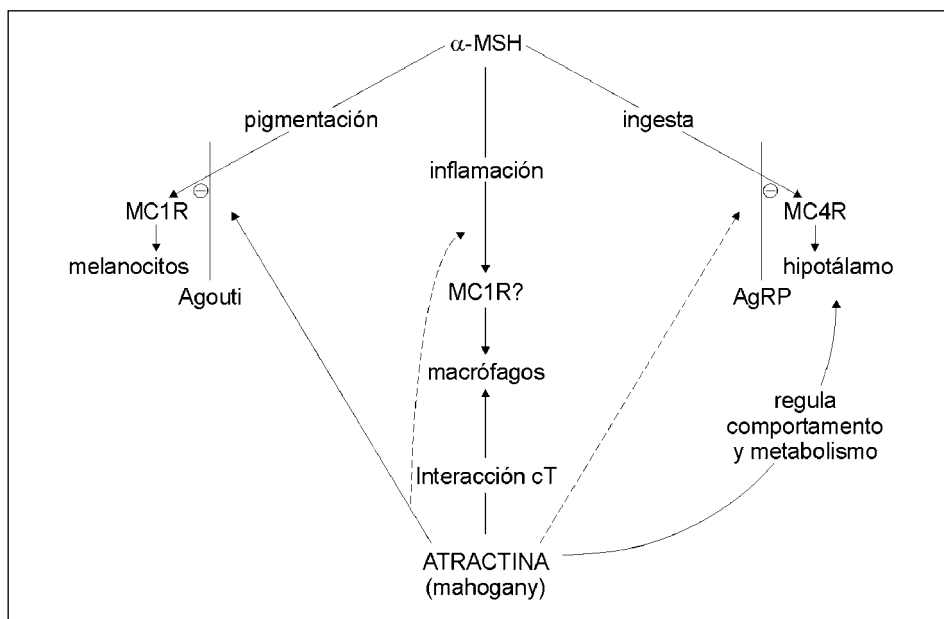 α-MSH
pigmentación
ingesta
inflamación
⊖
⊖
MC1R
MC4R
melanocitos
hipotálamo
Agouti
MC1R?
AgRP
macrófagos
regula
comportamento
y metabolismo
Interacción cT
ATRACTINA
(mahogany)